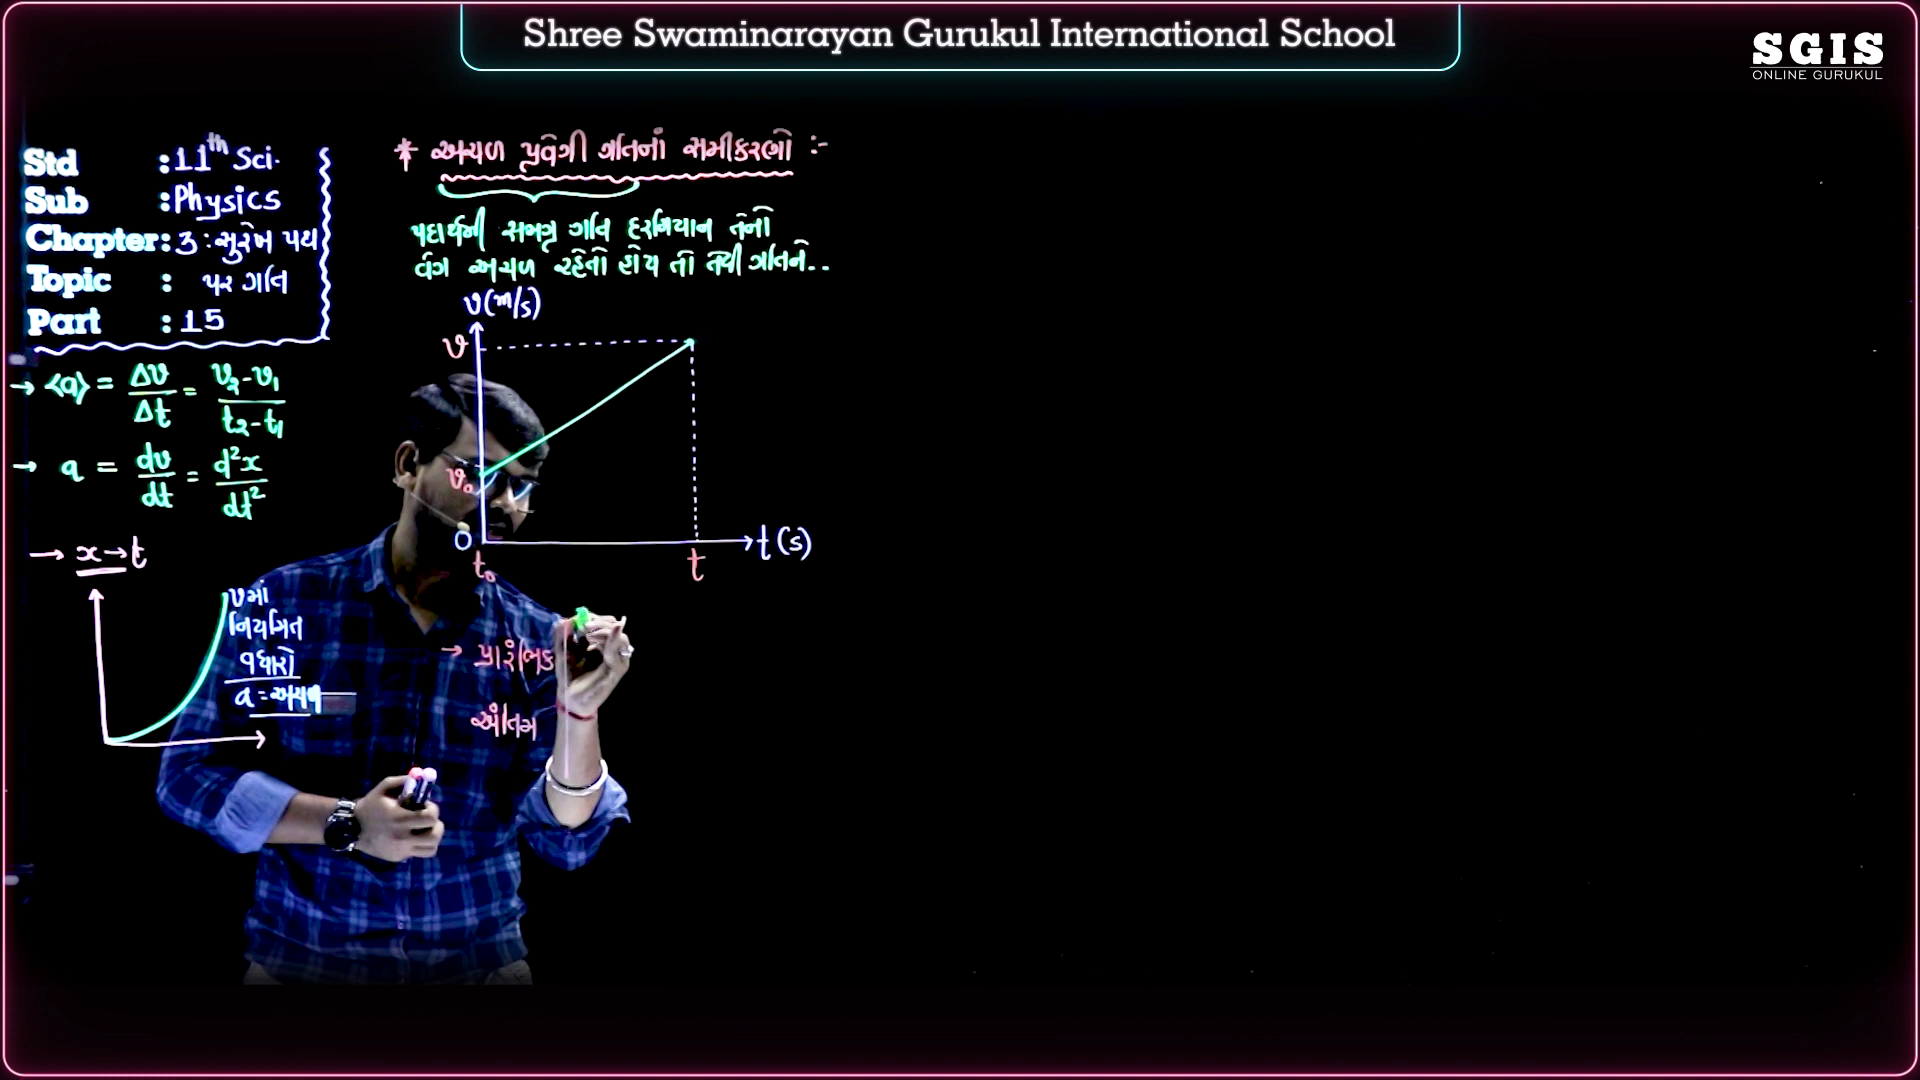 Shree Swaminarayan Gurukul International School
SGIS
ONLINE GURUKUL
Std : 11th Sci.
Sub : Physics
Chapter: 3 : સુરેખ પથ
Topic : પર ગતિ
Part : 15
→ <a> = Δv/Δt = v₂-v₁/t₂-t₁
→ a = dv/dt = d²x/dt²
→ x→t
vમાં
નિયમિત
વધારો
a = અચળ
* અચળ પ્રવેગી ગતિનાં સમીકરણો :-
પદાર્થની સમગ્ર ગતિ દરમિયાન તેનો
વેગ અચળ રહેતો હોય તો તેવી ગતિને..
v(m/s)
v
v₀
O
t(s)
t₀
t
→ પ્રારંભિક
અંતિમ